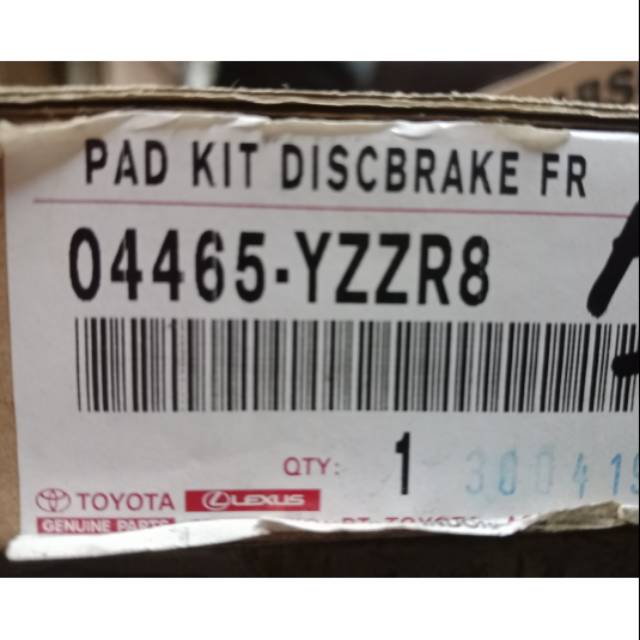 PAD KIT DISCBRAKE FR
04465-YZZR8
QTY: 1
TOYOTA LEXUS
GENUINE PARTS